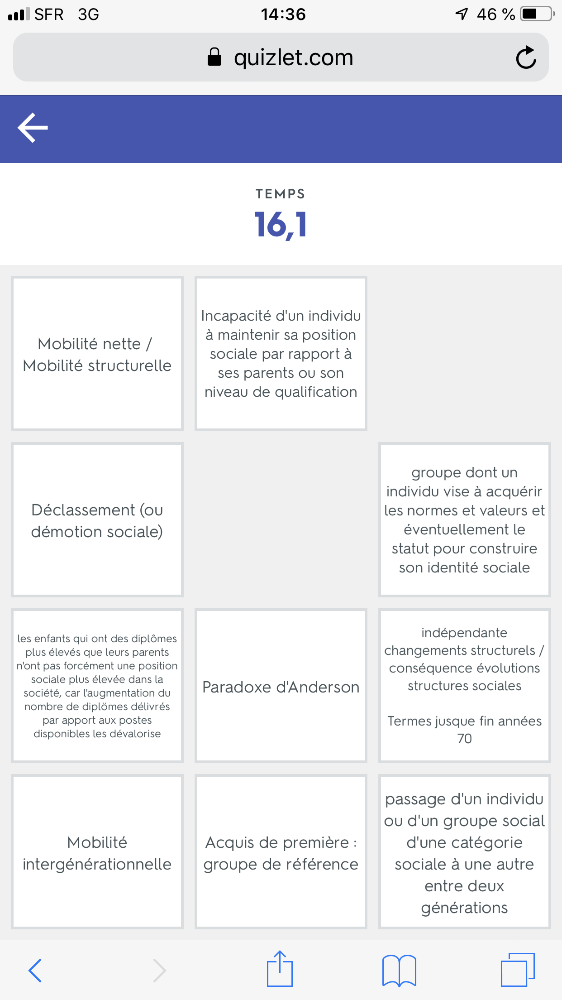 SFR 3G 14:36 46 %
quizlet.com
TEMPS
16,1
Mobilité nette /
Mobilité structurelle
Incapacité d'un individu
à maintenir sa position
sociale par rapport à
ses parents ou son
niveau de qualification
Déclassement (ou
démotion sociale)
groupe dont un
individu vise à acquérir
les normes et valeurs et
éventuellement le
statut pour construire
son identité sociale
les enfants qui ont des diplômes
plus élevés que leurs parents
n'ont pas forcément une position
sociale plus élevée dans la
société, car l'augmentation du
nombre de diplömes délivrés
par apport aux postes
disponibles les dévalorise
Paradoxe d'Anderson
indépendante
changements structurels /
conséquence évolutions
structures sociales
Termes jusque fin années
70
Mobilité
intergénérationnelle
Acquis de première :
groupe de référence
passage d'un individu
ou d'un groupe social
d'une catégorie
sociale à une autre
entre deux
générations